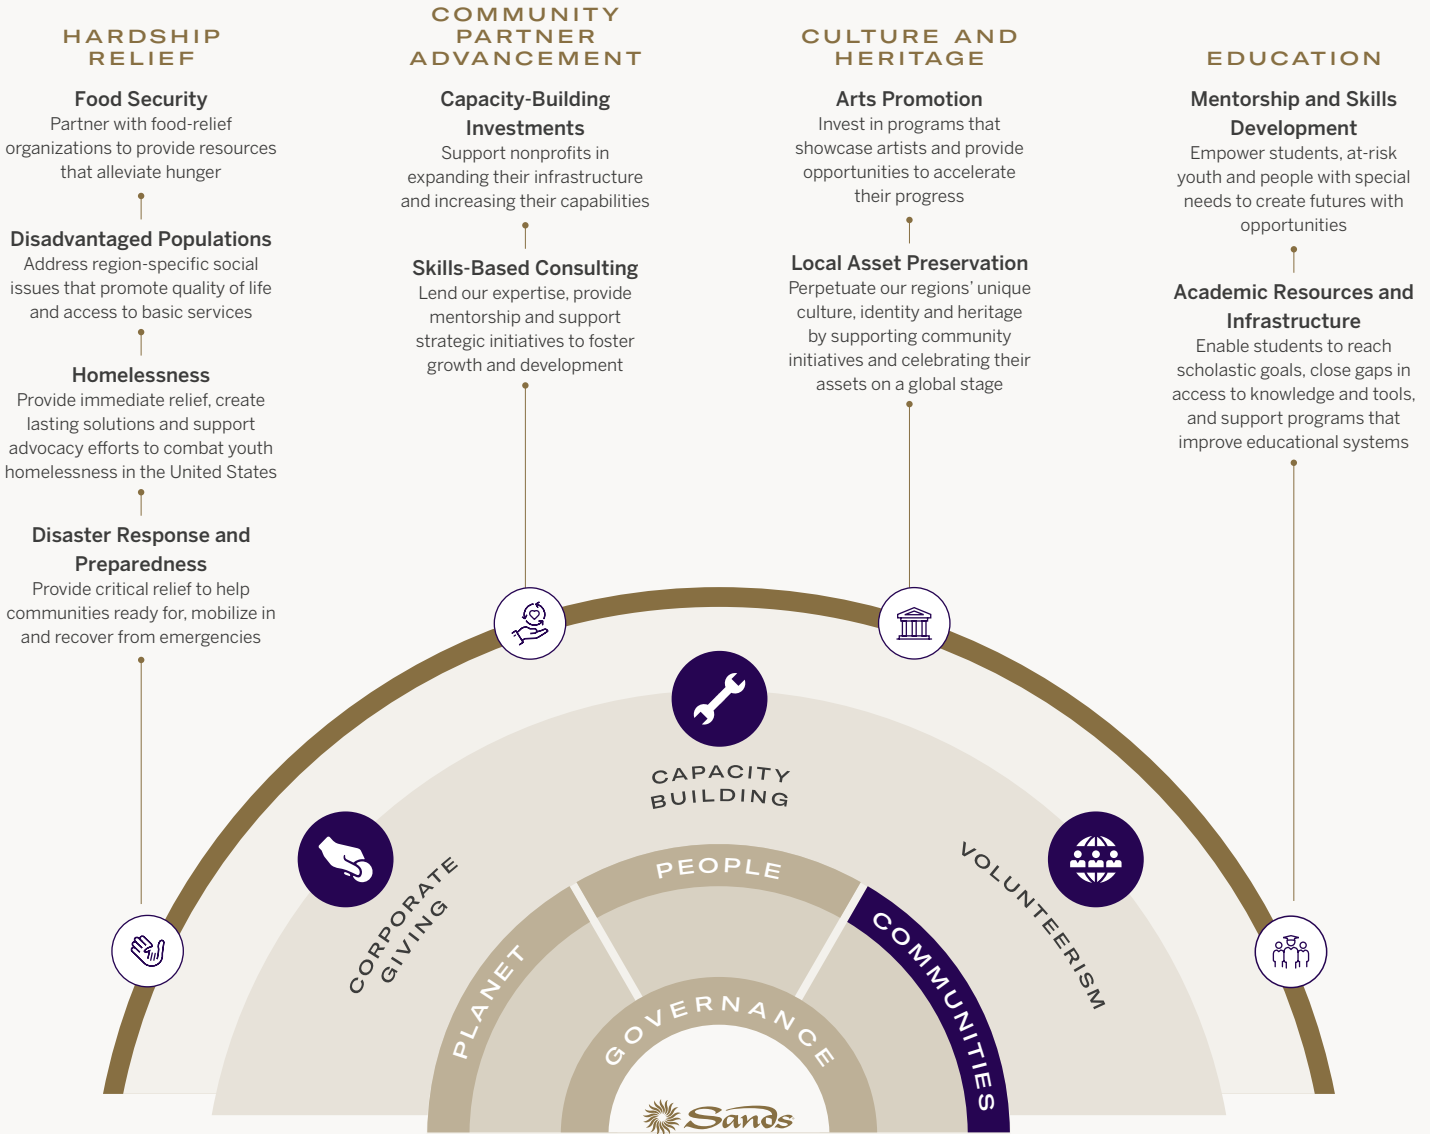 HARDSHIP
RELIEF
Food Security
Partner with food-relief
organizations to provide resources
that alleviate hunger
Disadvantaged Populations
Address region-specific social
issues that promote quality of life
and access to basic services
Homelessness
Provide immediate relief, create
lasting solutions and support
advocacy efforts to combat youth
homelessness in the United States
Disaster Response and
Preparedness
Provide critical relief to help
communities ready for, mobilize in
and recover from emergencies
COMMUNITY
PARTNER
ADVANCEMENT
Capacity-Building
Investments
Support nonprofits in
expanding their infrastructure
and increasing their capabilities
Skills-Based Consulting
Lend our expertise, provide
mentorship and support
strategic initiatives to foster
growth and development
CULTURE AND
HERITAGE
Arts Promotion
Invest in programs that
showcase artists and provide
opportunities to accelerate
their progress
Local Asset Preservation
Perpetuate our regions' unique
culture, identity and heritage
by supporting community
initiatives and celebrating their
assets on a global stage
EDUCATION
Mentorship and Skills
Development
Empower students, at-risk
youth and people with special
needs to create futures with
opportunities
Academic Resources and
Infrastructure
Enable students to reach
scholastic goals, close gaps in
access to knowledge and tools,
and support programs that
improve educational systems
CORPORATE
GIVING
CAPACITY
BUILDING
VOLUNTEERISM
PLANET
PEOPLE
COMMUNITIES
GOVERNANCE
Sands